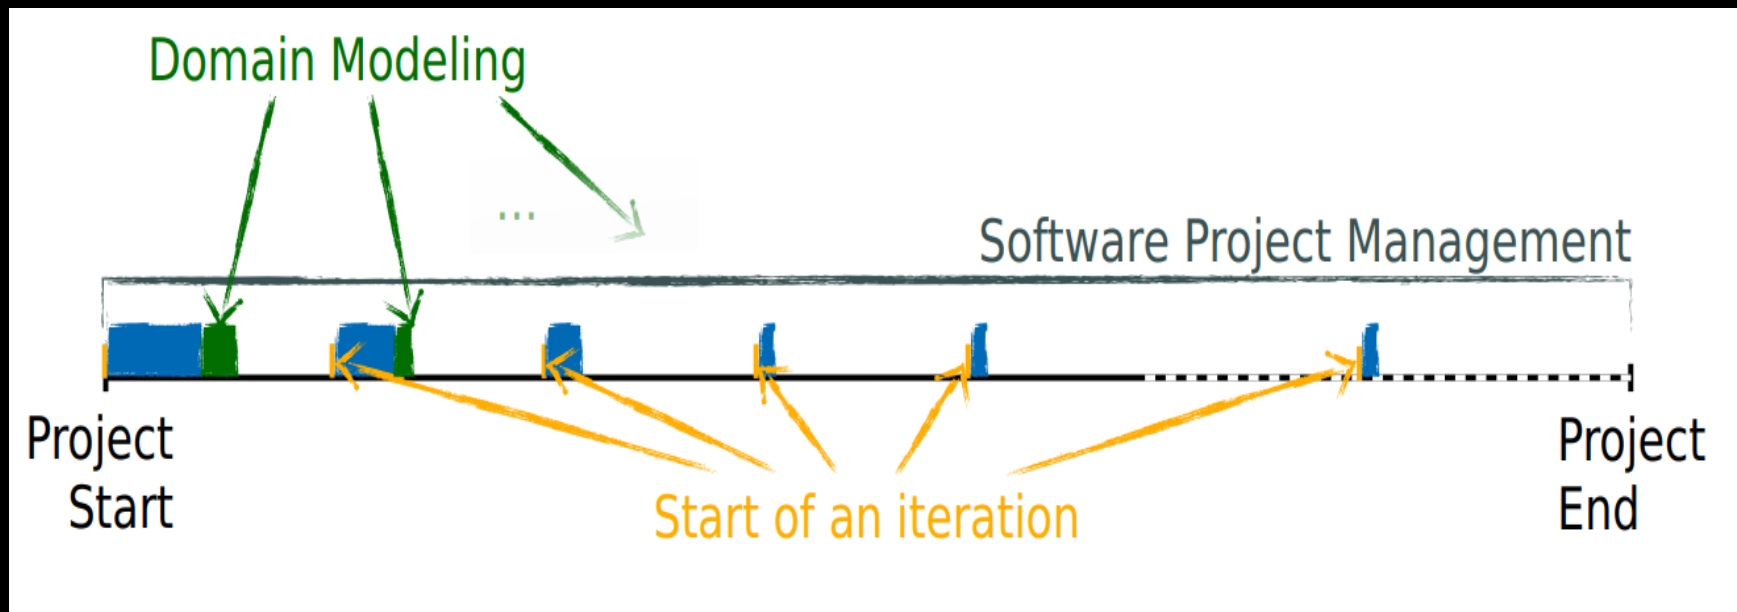 Domain Modeling
...
Software Project Management
Project
Start
Project
End
Start of an iteration